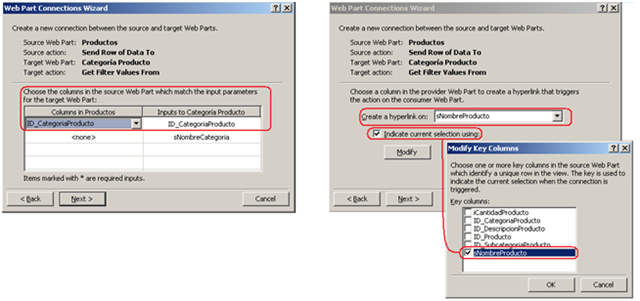 Web Part Connections Wizard
Create a new connection between the source and target Web Parts.
Source Web Part: Productos
Source action: Send Row of Data To
Target Web Part: Categoría Producto
Target action: Get Filter Values From
Choose the columns in the source Web Part which match the input parameters
for the target Web Part:
Columns in Productos Inputs to Categoría Producto
ID_CategoriaProducto ID_CategoriaProducto
<none> sNombreCategoria
Items marked with * are required inputs.
< Back Next > Cancel
Web Part Connections Wizard
Create a new connection between the source and target Web Parts.
Source Web Part: Productos
Source action: Send Row of Data To
Target Web Part: Categoría Producto
Target action: Get Filter Values From
Choose a column in the provider Web Part to create a hyperlink that triggers
the action on the consumer Web Part.
Create a hyperlink on: sNombreProducto
Indicate current selection using:
Modify
< Back Next >
Modify Key Columns
Choose one or more key columns in the source Web Part
which identify a unique row in the view. The key is used to
indicate the current selection when the connection is
triggered.
Key columns:
iCantidadProducto
ID_CategoriaProducto
ID_DescripcionProducto
ID_Producto
ID_SubcategoriaProducto
sNombreProducto
OK Cancel